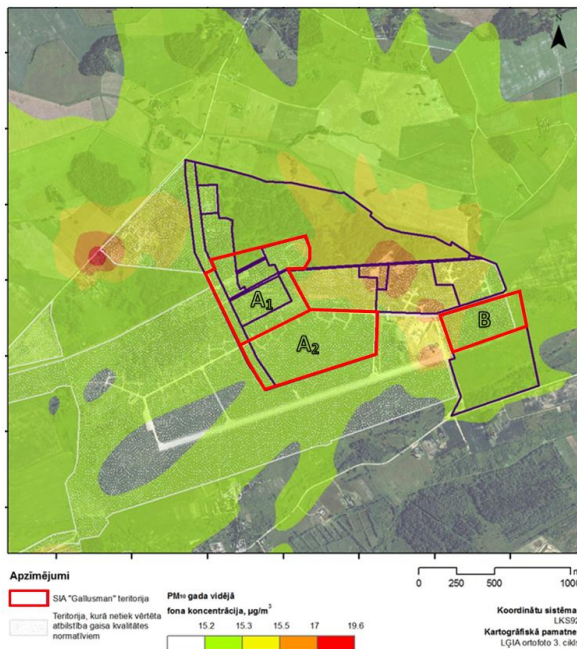 N
A₁
A₂
B
Apzīmējumi
SIA "Gallusman" teritorija
Teritorija, kurā netiek vērtēta
atbilstība gaisa kvalitātes
normatīviem
PM₁₀ gada vidējā
fona koncentrācija, µg/m³
15.2 15.3 15.5 17 19.6
m
0 250 500 1000
Koordinātu sistēma
LKS92
Kartogrāfiskā pamatne
LĢIA ortofoto 3. cikls